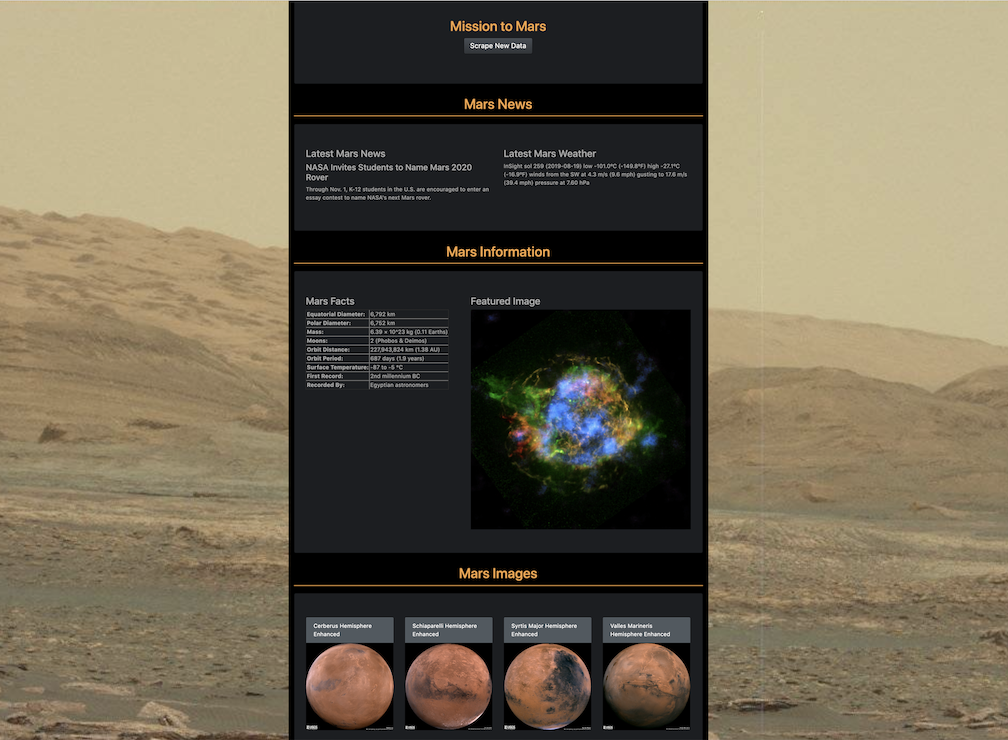 Mission to Mars
Scrape New Data
Mars News
Latest Mars News
NASA Invites Students to Name Mars 2020
Rover
Through Nov. 1, K-12 students in the U.S. are encouraged to enter an
essay contest to name NASA's next Mars rover.
Latest Mars Weather
InSight sol 259 (2019-08-19) low -101.0ºC (-149.8ºF) high -27.1ºC
(-16.9ºF) winds from the SW at 4.3 m/s (9.6 mph) gusting to 17.6 m/s
(39.4 mph) pressure at 7.60 hPa
Mars Information
Mars Facts
Equatorial Diameter: 6,792 km
Polar Diameter: 6,752 km
Mass: 6.39 × 10^23 kg (0.11 Earths)
Moons: 2 (Phobos & Deimos)
Orbit Distance: 227,943,824 km (1.38 AU)
Orbit Period: 687 days (1.9 years)
Surface Temperature: -87 to -5 °C
First Record: 2nd millennium BC
Recorded By: Egyptian astronomers
Featured Image
Mars Images
Cerberus Hemisphere
Enhanced
Schiaparelli Hemisphere
Enhanced
Syrtis Major Hemisphere
Enhanced
Valles Marineris
Hemisphere Enhanced